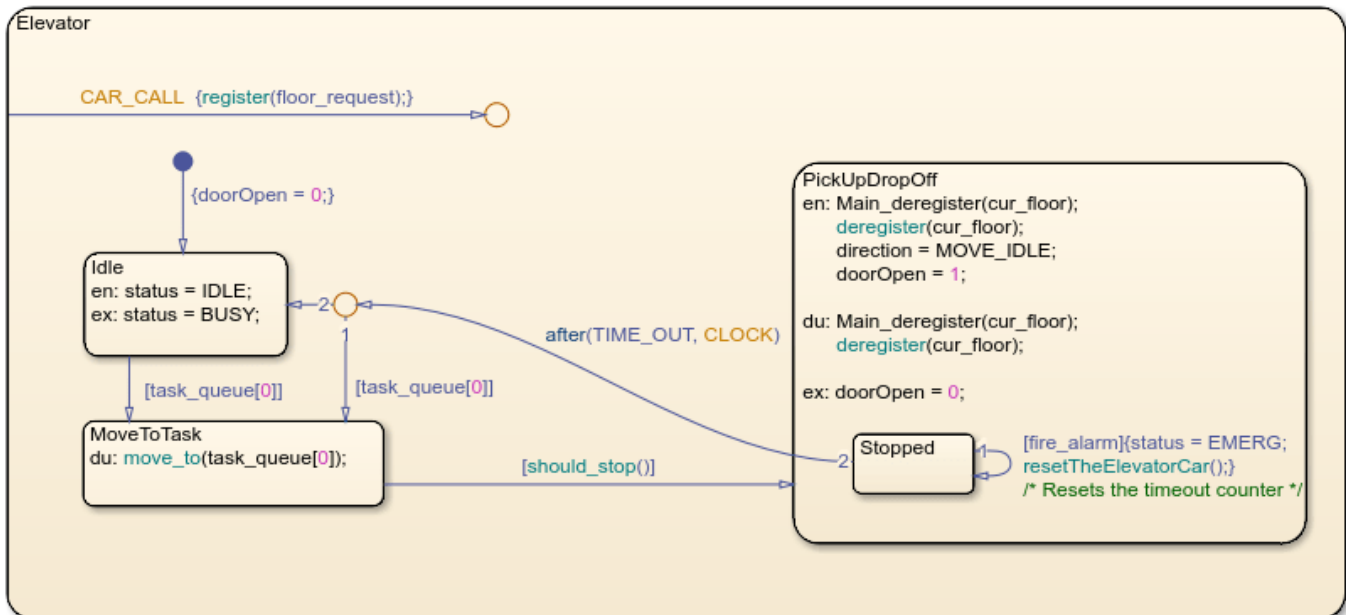 Elevator
CAR_CALL {register(floor_request);}
{doorOpen = 0;}
Idle
en: status = IDLE;
ex: status = BUSY;
2
1
[task_queue[0]]
[task_queue[0]]
MoveToTask
du: move_to(task_queue[0]);
after(TIME_OUT, CLOCK)
[should_stop()]
PickUpDropOff
en: Main_deregister(cur_floor);
deregister(cur_floor);
direction = MOVE_IDLE;
doorOpen = 1;
du: Main_deregister(cur_floor);
deregister(cur_floor);
ex: doorOpen = 0;
Stopped
2
1
[fire_alarm]{status = EMERG;
resetTheElevatorCar();}
/* Resets the timeout counter */